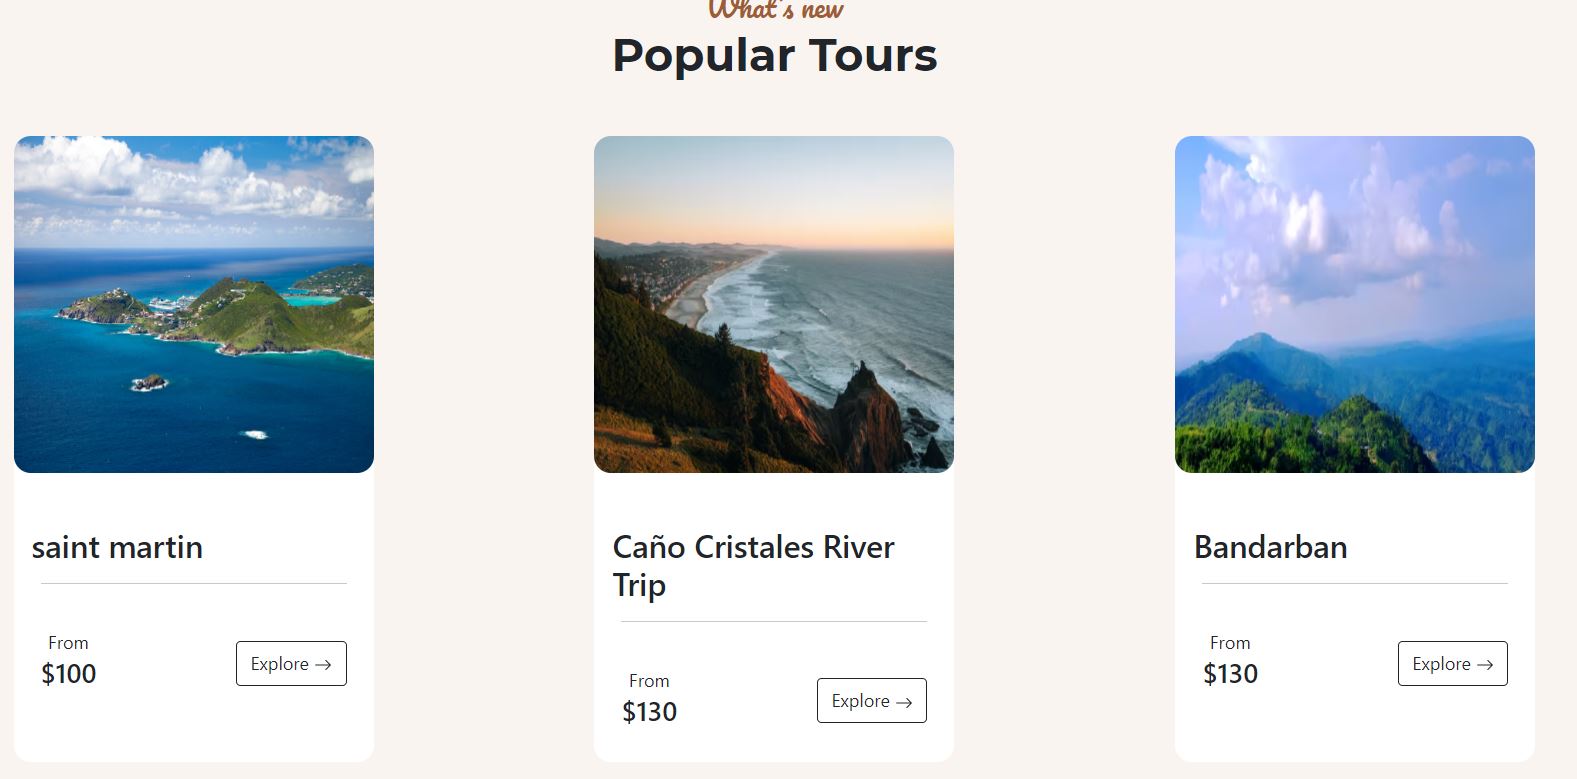 What's new
Popular Tours
saint martin
From
$100
Explore →
Caño Cristales River
Trip
From
$130
Explore →
Bandarban
From
$130
Explore →